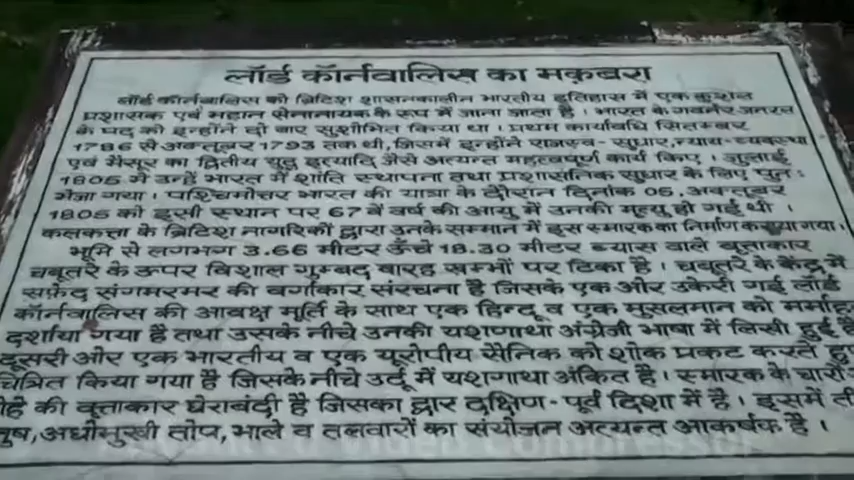 लॉर्ड कॉर्नवालिस का मक़बरा
लॉर्ड कॉर्नवालिस को ब्रिटिश शासनकालीन भारतीय इतिहास में एक कुशल
प्रशासक एवं महान सेनानायक के रूप में जाना जाता है। भारत के गवर्नर जनरल
के पद को इन्होंने दो बार सुशोभित किया था। प्रथम कार्यावधि सितम्बर
1786 से अक्तूबर 1793 तक थी, जिसमें इन्होंने राजस्व-सुधार, न्याय-व्यवस्था
एवं मैसूर का द्वितीय युद्ध इत्यादि जैसे अत्यन्त महत्वपूर्ण कार्य किए। जुलाई
1805 में उन्हें भारत में शांति स्थापना तथा प्रशासनिक सुधार के लिए पुनः
भेजा गया। पश्चिमोत्तर भारत की यात्रा के दौरान दिनांक 05, अक्तूबर
1805 को इसी स्थान पर 67 वें वर्ष की आयु में उनकी मृत्यु हो गई थी।
कलकत्ता के ब्रिटिश नागरिकों द्वारा उनके सम्मान में इस स्मारक का निर्माण कराया गया।
भूमि से लगभग 3.66 मीटर ऊँचे 18.30 मीटर व्यास वाले वृत्ताकार
चबूतरे के ऊपर विशाल गुम्बद बारह खम्भों पर टिका है। चबूतरे के केंद्र में
सफ़ेद संगमरमर की वर्गाकार संरचना है जिसके एक ओर उकेरी गई लॉर्ड
कॉर्नवालिस की आवक्ष मूर्ति के साथ एक हिन्दू व एक मुसलमान को
दर्शाया गया है तथा उसके नीचे उनकी यशगाथा अंग्रेजी भाषा में लिखी हुई है
दूसरी ओर एक भारतीय व एक यूरोपीय सैनिक को शोक प्रकट करते हुए
चित्रित किया गया है जिसके नीचे उर्दू में यशगाथा अंकित है। स्मारक के चारों
की वृत्ताकार घेराबंदी है जिसका द्वार दक्षिण-पूर्व दिशा में है। इसमें
अधोमुखी तोप, भाले व तलवारों का संयोजन अत्यन्त आकर्षक है।